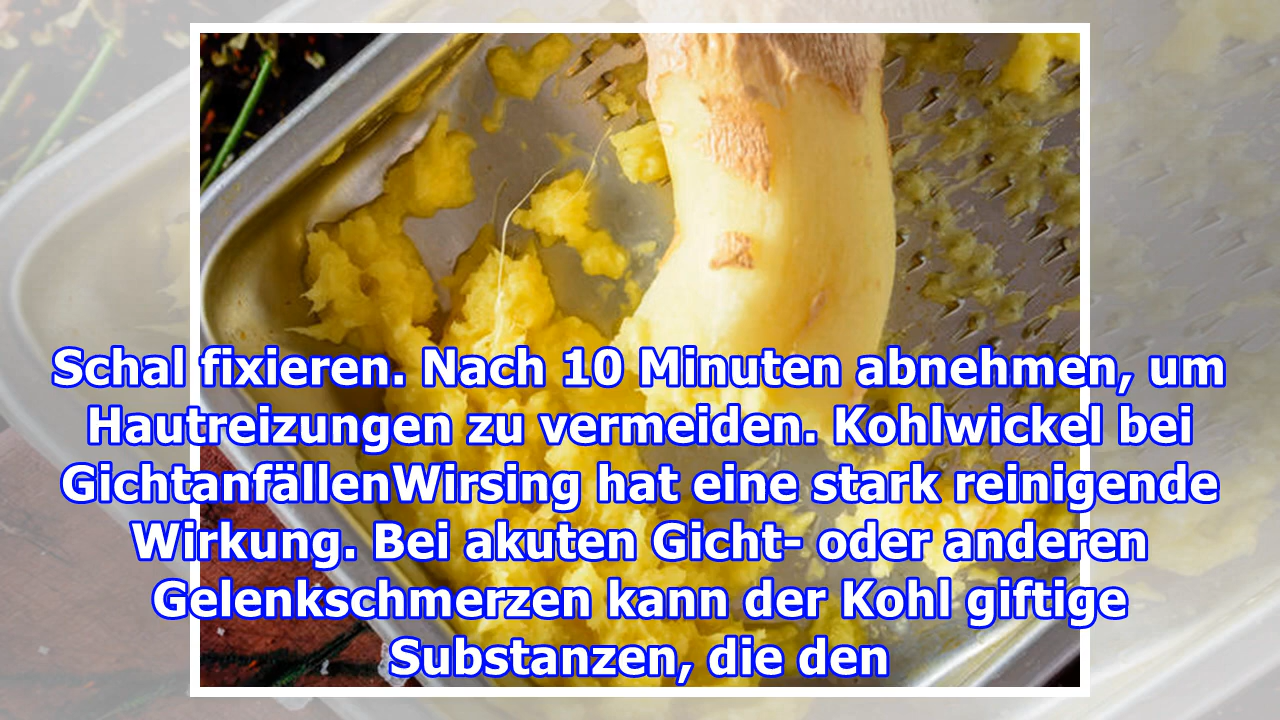 Schal fixieren. Nach 10 Minuten abnehmen, um
Hautreizungen zu vermeiden. Kohlwickel bei
GichtanfällenWirsing hat eine stark reinigende
Wirkung. Bei akuten Gicht- oder anderen
Gelenkschmerzen kann der Kohl giftige
Substanzen, die den